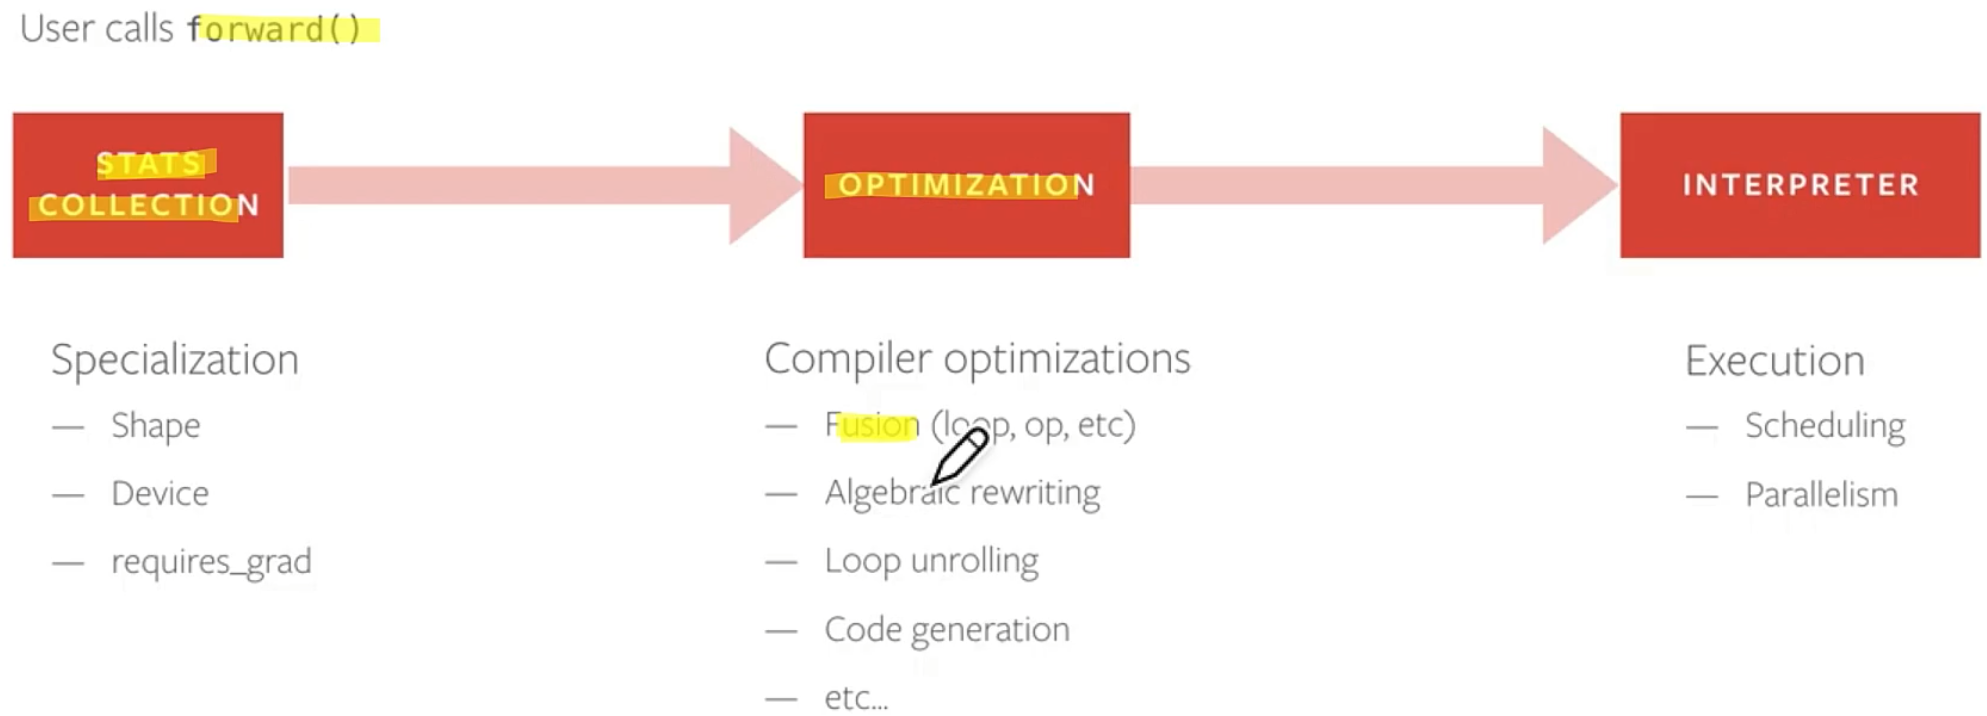 User calls forward()
STATS
COLLECTION
OPTIMIZATION
INTERPRETER
Specialization
— Shape
— Device
— requires_grad
Compiler optimizations
— Fusion (loop, op, etc)
— Algebraic rewriting
— Loop unrolling
— Code generation
— etc...
Execution
— Scheduling
— Parallelism